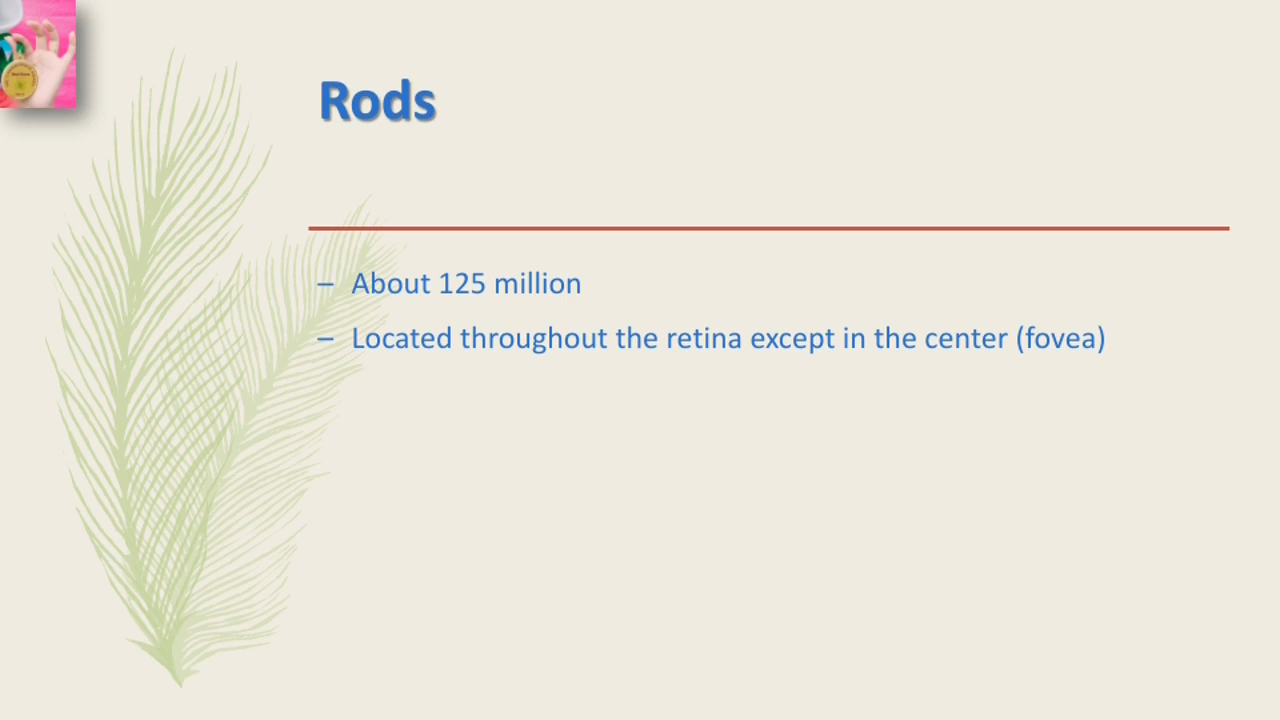 Rods
– About 125 million
– Located throughout the retina except in the center (fovea)